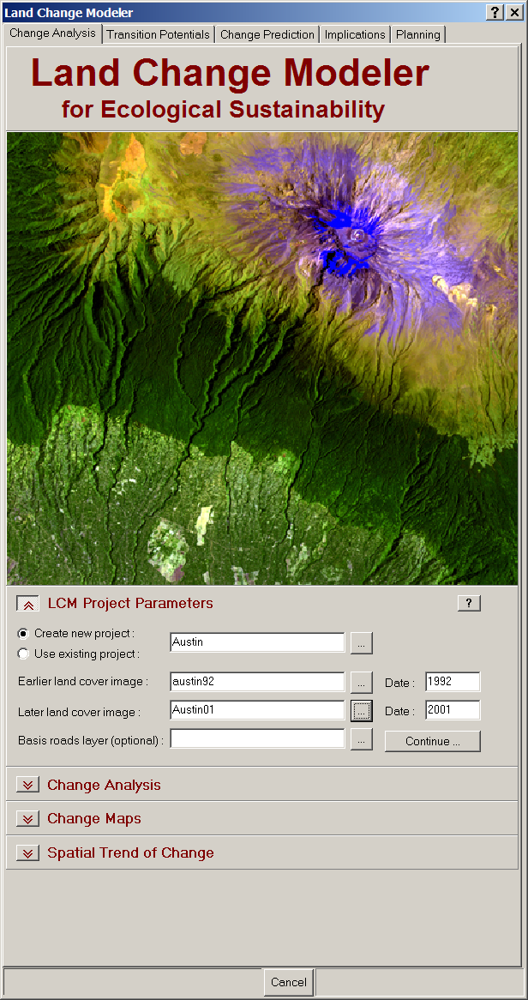 Land Change Modeler
Change Analysis Transition Potentials Change Prediction Implications Planning
Land Change Modeler
for Ecological Sustainability
LCM Project Parameters ?
Create new project : Austin ...
Use existing project :
Earlier land cover image : austin92 ... Date : 1992
Later land cover image : Austin01 ... Date : 2001
Basis roads layer (optional) : ... Continue ...
Change Analysis
Change Maps
Spatial Trend of Change
Cancel